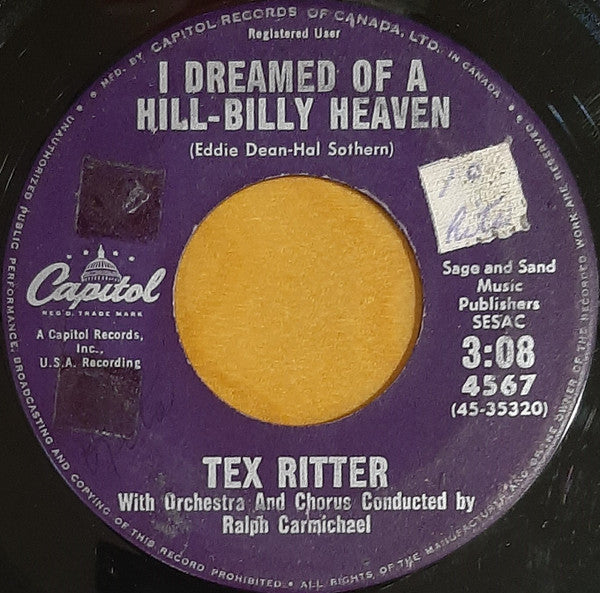 MFD. BY CAPITOL RECORDS OF CANADA, LTD. IN CANADA.
Registered User
I DREAMED OF A
HILL-BILLY HEAVEN
(Eddie Dean-Hal Sothern)
Capitol
REG'D. TRADE MARK
A Capitol Records,
Inc.,
U.S.A. Recording
Sage and Sand
Music
Publishers
SESAC
3:08
4567
(45-35320)
TEX RITTER
With Orchestra And Chorus Conducted by
Ralph Carmichael
UNAUTHORIZED PUBLIC PERFORMANCE, BROADCASTING AND COPYING OF THIS RECORD PROHIBITED. • ALL RIGHTS OF THE MANUFACTURER AND OF THE OWNER OF THE RECORDED WORK ARE RESERVED